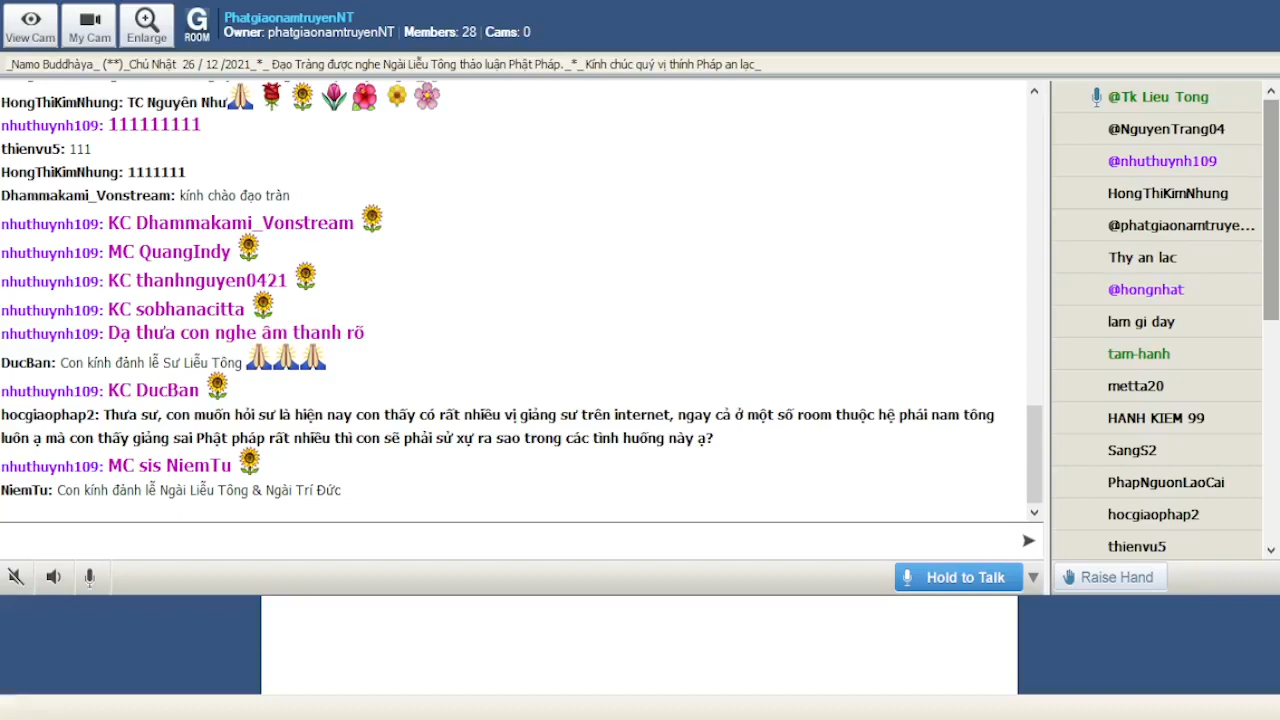 View Cam
My Cam
Enlarge
G
ROOM
PhatgiaonamtruyenNT
Owner: phatgiaonamtruyenNT | Members: 28 | Cams: 0
_Namo Buddhàya_ (**)_Chủ Nhật 26 / 12 /2021_*_ Đạo Tràng được nghe Ngài Liễu Tông thảo luận Phật Pháp._*_Kính chúc quý vị thính Pháp an lạc_
HongThiKimNhung: TC Nguyên Như
nhuthuynh109: 111111111
thienvu5: 111
HongThiKimNhung: 1111111
Dhammakami_Vonstream: kính chào đạo tràn
nhuthuynh109: KC Dhammakami_Vonstream
nhuthuynh109: MC QuangIndy
nhuthuynh109: KC thanhnguyen0421
nhuthuynh109: KC sobhanacitta
nhuthuynh109: Dạ thưa con nghe âm thanh rõ
DucBan: Con kính đảnh lễ Sư Liễu Tông
nhuthuynh109: KC DucBan
hocgiaophap2: Thưa sư, con muốn hỏi sư là hiện nay con thấy có rất nhiều vị giảng sư trên internet, ngay cả ở một số room thuộc hệ phái nam tông
luôn ạ mà con thấy giảng sai Phật pháp rất nhiều thì con sẽ phải sử xự ra sao trong các tình huống này ạ?
nhuthuynh109: MC sis NiemTu
NiemTu: Con kính đảnh lễ Ngài Liễu Tông & Ngài Trí Đức
@Tk Lieu Tong
@NguyenTrang04
@nhuthuynh109
HongThiKimNhung
@phatgiaonamtruye...
Thy an lac
@hongnhat
lam gi day
tam-hanh
metta20
HANH KIEM 99
SangS2
PhapNguonLaoCai
hocgiaophap2
thienvu5
Hold to Talk
Raise Hand